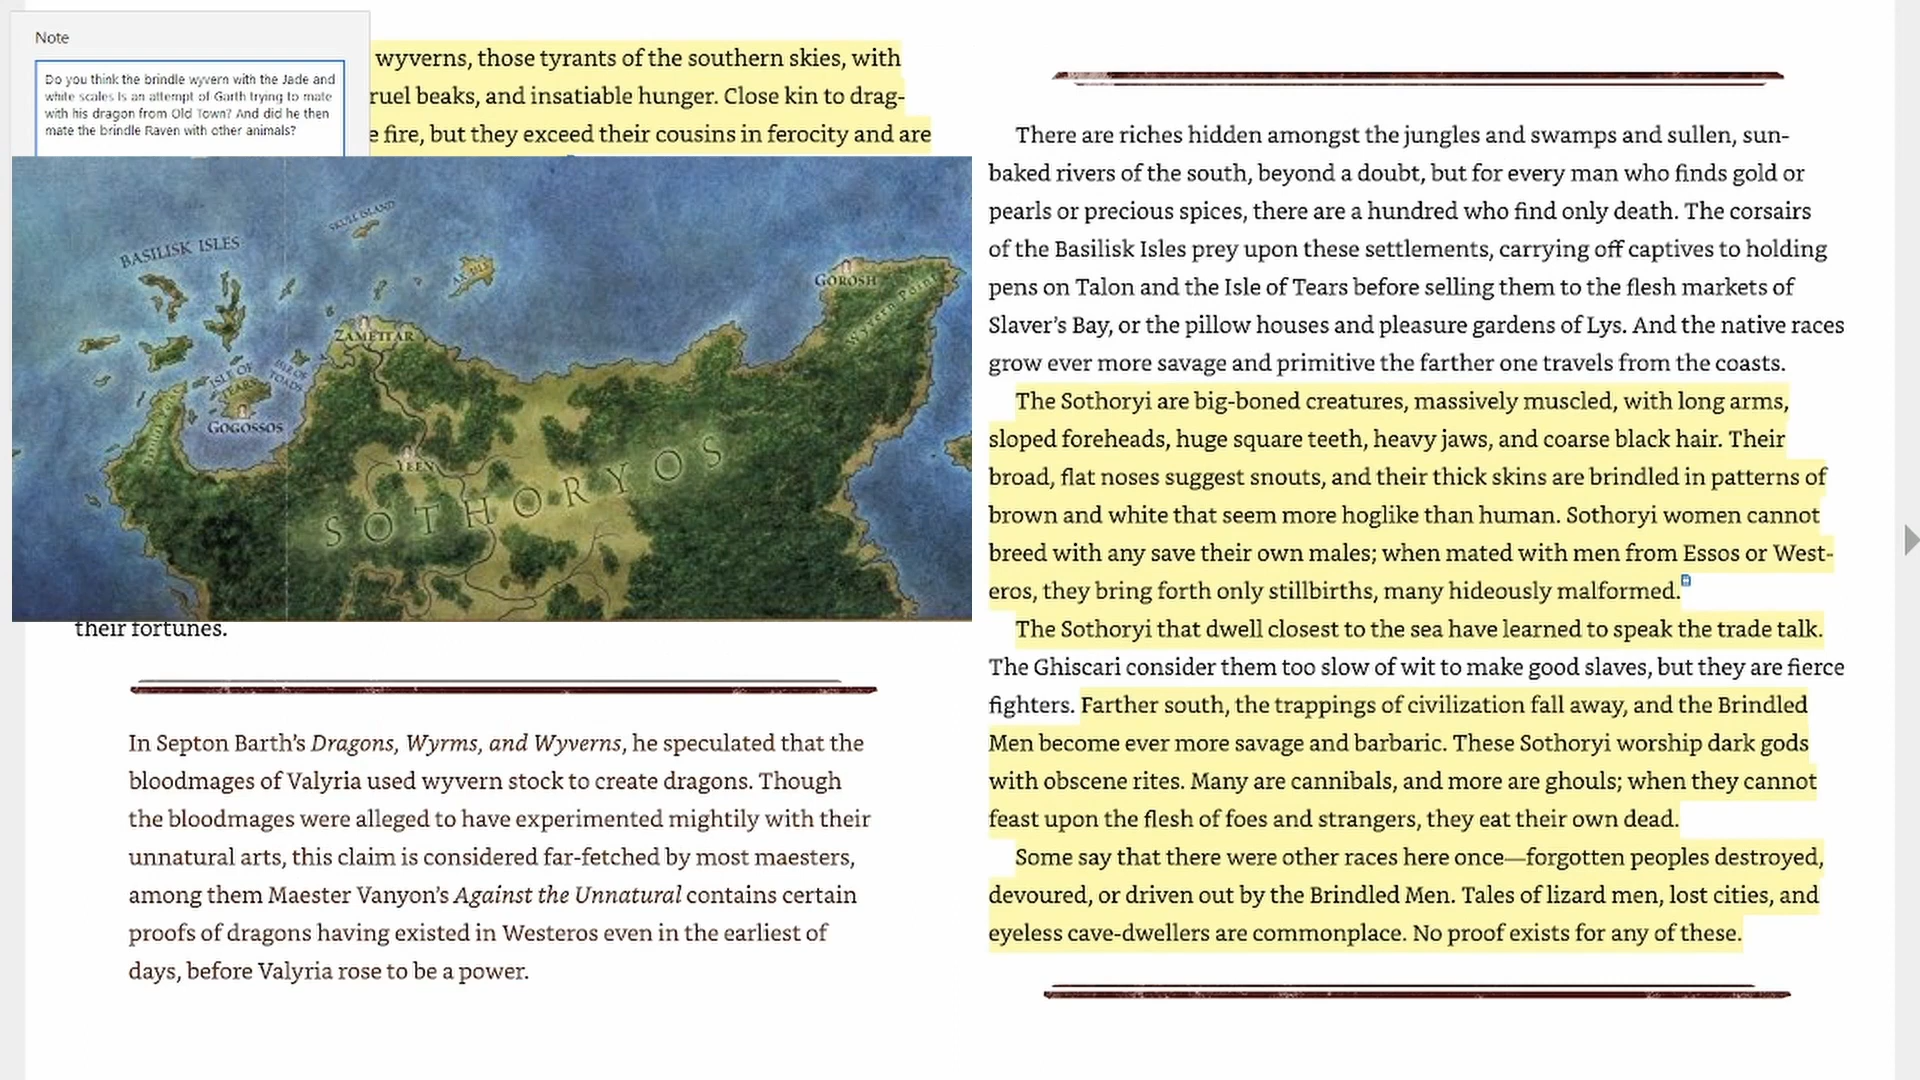 Note
Do you think the brindle wyvern with the Jade and
white scales is an attempt of Garth trying to mate
with his dragon from Old Town? And did he then
mate the brindle Raven with other animals?
wyverns, those tyrants of the southern skies, with
ruel beaks, and insatiable hunger. Close kin to drag-
e fire, but they exceed their cousins in ferocity and are
BASILISK ISLES
SKULL ISLAND
AX ISLE
GOROSH
Wyvern Point
ZAMETTAR
ISLE OF
TEARS
ISLE OF
TOADS
GOGOSSOS
YEEN
SOTHORYOS
their fortunes.
In Septon Barth's Dragons, Wyrms, and Wyverns, he speculated that the
bloodmages of Valyria used wyvern stock to create dragons. Though
the bloodmages were alleged to have experimented mightily with their
unnatural arts, this claim is considered far-fetched by most maesters,
among them Maester Vanyon's Against the Unnatural contains certain
proofs of dragons having existed in Westeros even in the earliest of
days, before Valyria rose to be a power.
There are riches hidden amongst the jungles and swamps and sullen, sun-
baked rivers of the south, beyond a doubt, but for every man who finds gold or
pearls or precious spices, there are a hundred who find only death. The corsairs
of the Basilisk Isles prey upon these settlements, carrying off captives to holding
pens on Talon and the Isle of Tears before selling them to the flesh markets of
Slaver's Bay, or the pillow houses and pleasure gardens of Lys. And the native races
grow ever more savage and primitive the farther one travels from the coasts.
The Sothoryi are big-boned creatures, massively muscled, with long arms,
sloped foreheads, huge square teeth, heavy jaws, and coarse black hair. Their
broad, flat noses suggest snouts, and their thick skins are brindled in patterns of
brown and white that seem more hoglike than human. Sothoryi women cannot
breed with any save their own males; when mated with men from Essos or West-
eros, they bring forth only stillbirths, many hideously malformed.
The Sothoryi that dwell closest to the sea have learned to speak the trade talk.
The Ghiscari consider them too slow of wit to make good slaves, but they are fierce
fighters. Farther south, the trappings of civilization fall away, and the Brindled
Men become ever more savage and barbaric. These Sothoryi worship dark gods
with obscene rites. Many are cannibals, and more are ghouls; when they cannot
feast upon the flesh of foes and strangers, they eat their own dead.
Some say that there were other races here once—forgotten peoples destroyed,
devoured, or driven out by the Brindled Men. Tales of lizard men, lost cities, and
eyeless cave-dwellers are commonplace. No proof exists for any of these.